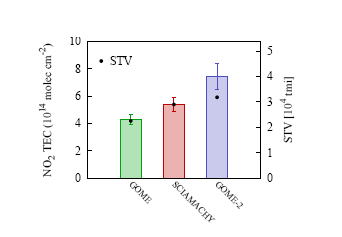 10
8
6
4
2
0
NO2 TEC (10^14 molec cm^-2)
• STV
5
4
3
2
1
0
STV [10^4 tmi]
GOME
SCIAMACHY
GOME-2